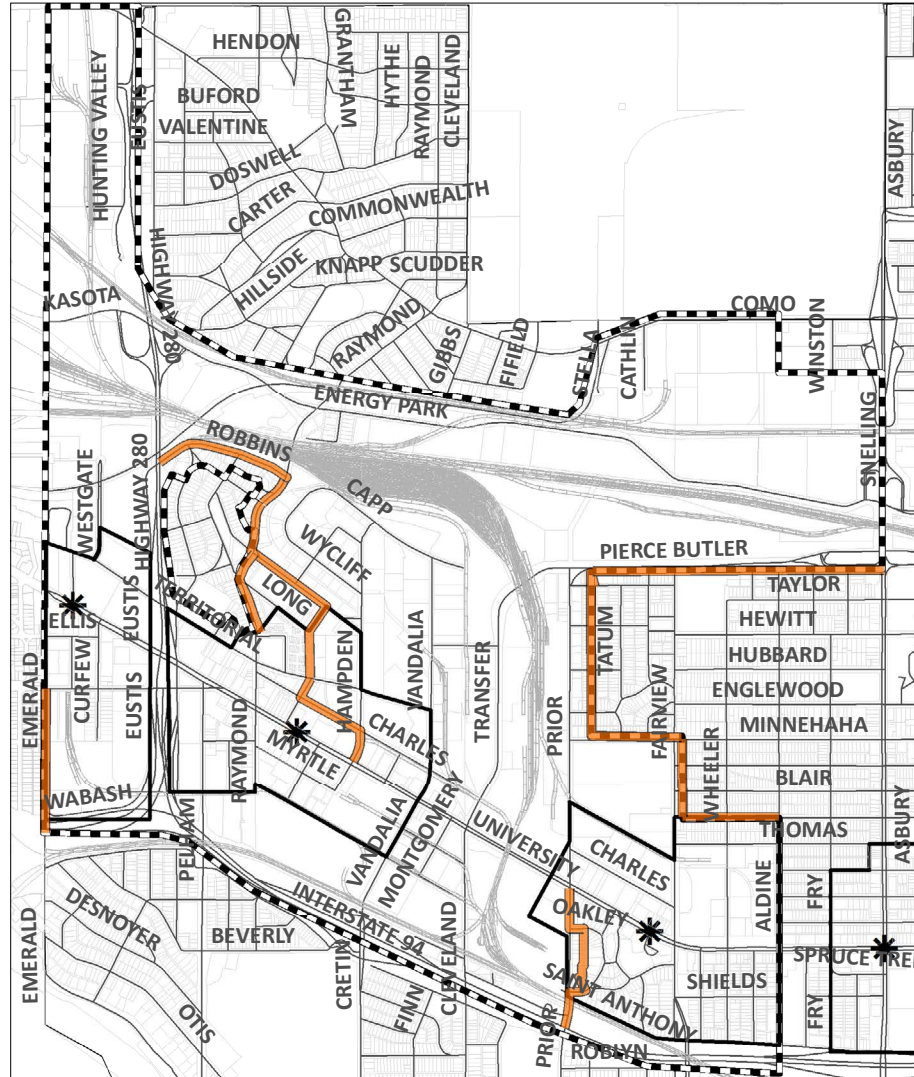 HENDON
GRANTHAM
HYTHE
RAYMOND
CLEVELAND
HUNTING VALLEY
EUSTIS
BUFORD
VALENTINE
ASBURY
DOSWELL
CARTER
COMMONWEALTH
HILLSIDE
KNAPP
SCUDDER
HIGHWAY 280
KASOTA
RAYMOND
GIBBS
FIFIELD
STELLA
CATHLIN
COMO
WINSTON
ENERGY PARK
SNELLING
ROBBINS
CAPP
WESTGATE
HIGHWAY 280
WYCLIFF
PIERCE BUTLER
TAYLOR
LONG
TERRITORIAL
ELLIS
EUSTIS
HEWITT
TATUM
HUBBARD
EMERALD
CURFEW
EUSTIS
HAMPDEN
VANDALIA
TRANSFER
PRIOR
FAIRVIEW
ENGLEWOOD
MINNEHAHA
RAYMOND
MYRTLE
CHARLES
WHEELER
BLAIR
WABASH
PELHAM
VANDALIA
MONTGOMERY
UNIVERSITY
THOMAS
ASBURY
CHARLES
ALDINE
FRY
INTERSTATE 94
OAKLEY
EMERALD
DESNOYER
BEVERLY
CRETIN
CLEVELAND
SPRUCE TREE
SAINT ANTHONY
SHIELDS
FINN
OTIS
PRIOR
FRY
ROBLYN